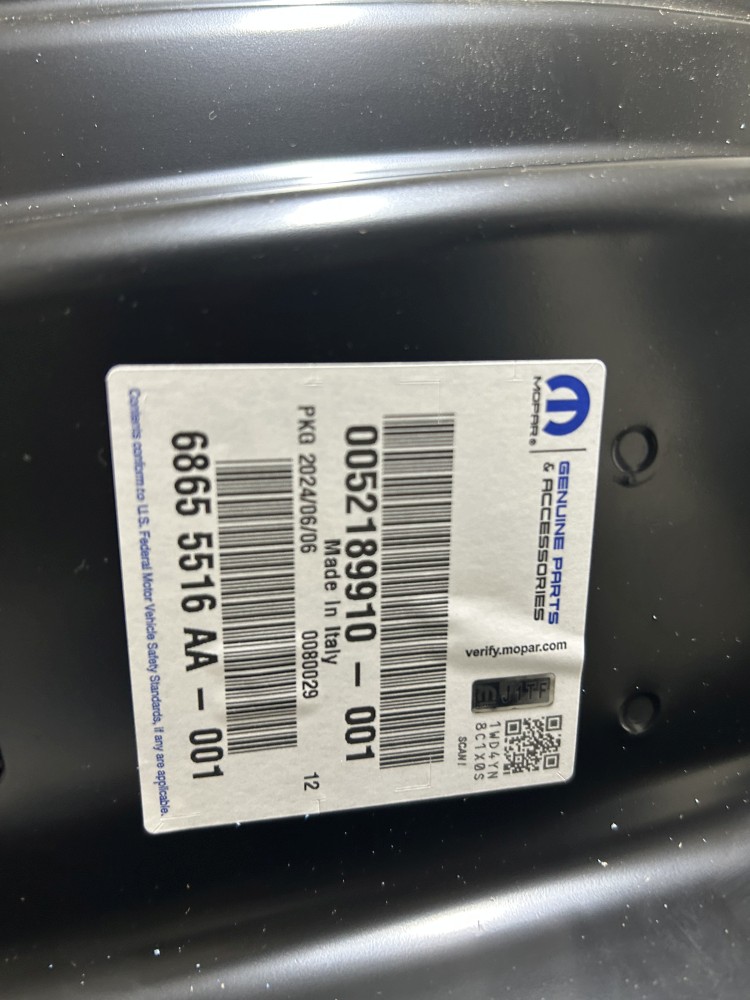 MOPAR®
GENUINE PARTS
& ACCESSORIES
verify.mopar.com
J1TF
1WD4YN
8C1X0S
SCAN!
0052189910 – 001
Made In Italy
PKG 2024/06/06 0080029 12
6865 5516 AA – 001
Contents conform to U.S. Federal Motor Vehicle Safety Standards, if any are applicable.